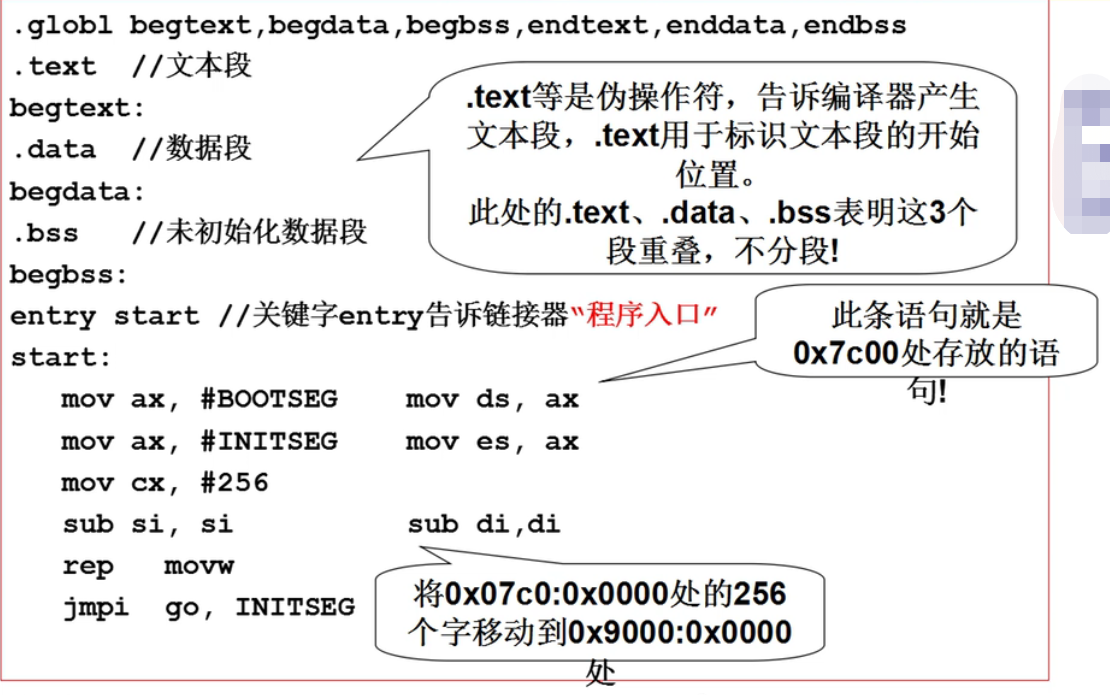 .globl begtext,begdata,begbss,endtext,enddata,endbss
.text //文本段
begtext:
.data //数据段
begdata:
.bss //未初始化数据段
begbss:
entry start //关键字entry告诉链接器“程序入口”
start:
mov ax, #BOOTSEG mov ds, ax
mov ax, #INITSEG mov es, ax
mov cx, #256
sub si, si sub di,di
rep movw
jmpi go, INITSEG
.text等是伪操作符，告诉编译器产生
文本段，.text用于标识文本段的开始
位置。
此处的.text、.data、.bss表明这3个
段重叠，不分段!
此条语句就是
0x7c00处存放的语
句!
将0x07c0:0x0000处的256
个字移动到0x9000:0x0000
处